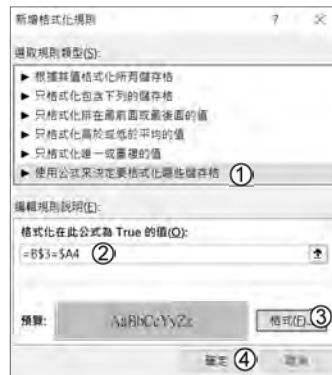 新增格式化規則 ? ×
選取規則類型(S):
► 根據其值格式化所有儲存格
► 只格式化包含下列的儲存格
► 只格式化排在最前面或最後面的值
► 只格式化高於或低於平均的值
► 只格式化唯一或重複的值
► 使用公式來決定要格式化哪些儲存格 ①
編輯規則說明(E):
格式化在此公式為 True 的值(O):
=B$3=$A4 ②
預覽: AaBbCcYyZz 格式(F)... ③
確定 ④ 取消